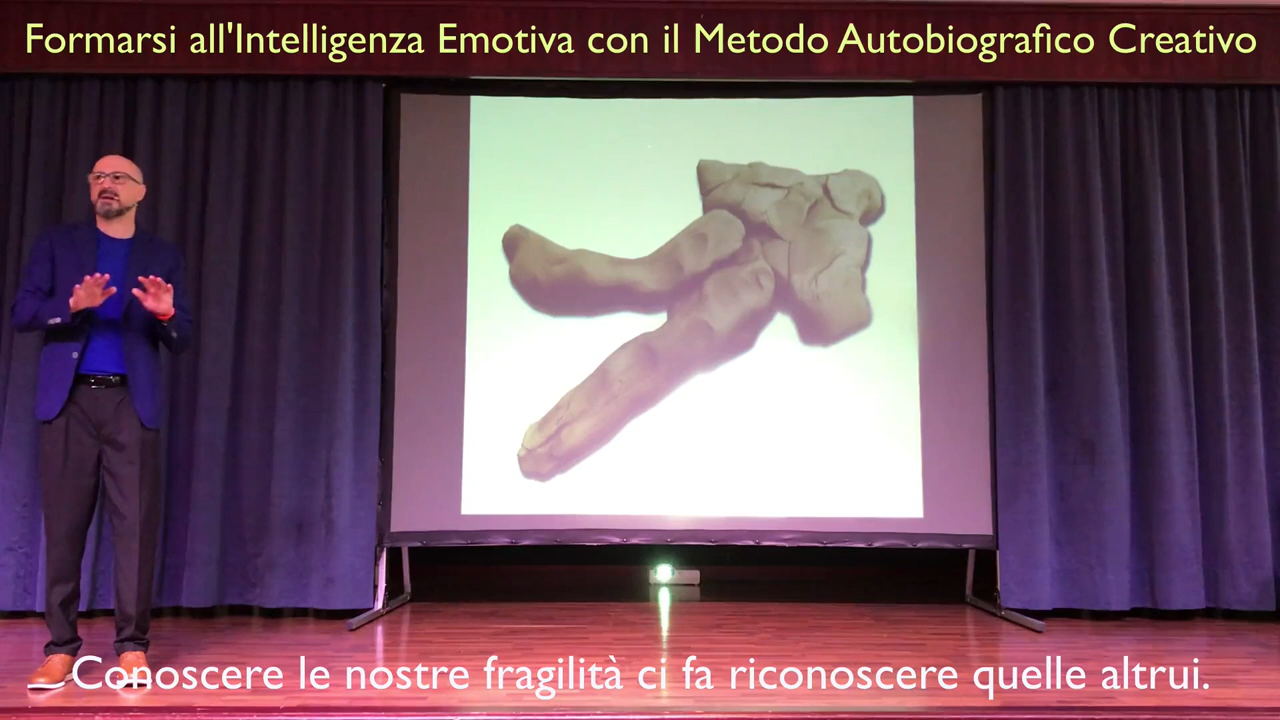 Formarsi all'Intelligenza Emotiva con il Metodo Autobiografico Creativo
Conoscere le nostre fragilità ci fa riconoscere quelle altrui.